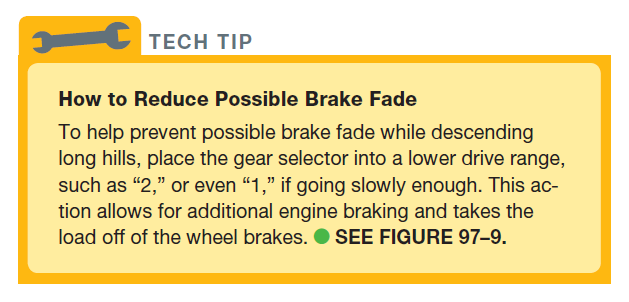 TECH TIP
How to Reduce Possible Brake Fade
To help prevent possible brake fade while descending
long hills, place the gear selector into a lower drive range,
such as “2,” or even “1,” if going slowly enough. This ac-
tion allows for additional engine braking and takes the
load off of the wheel brakes. ● SEE FIGURE 97–9.